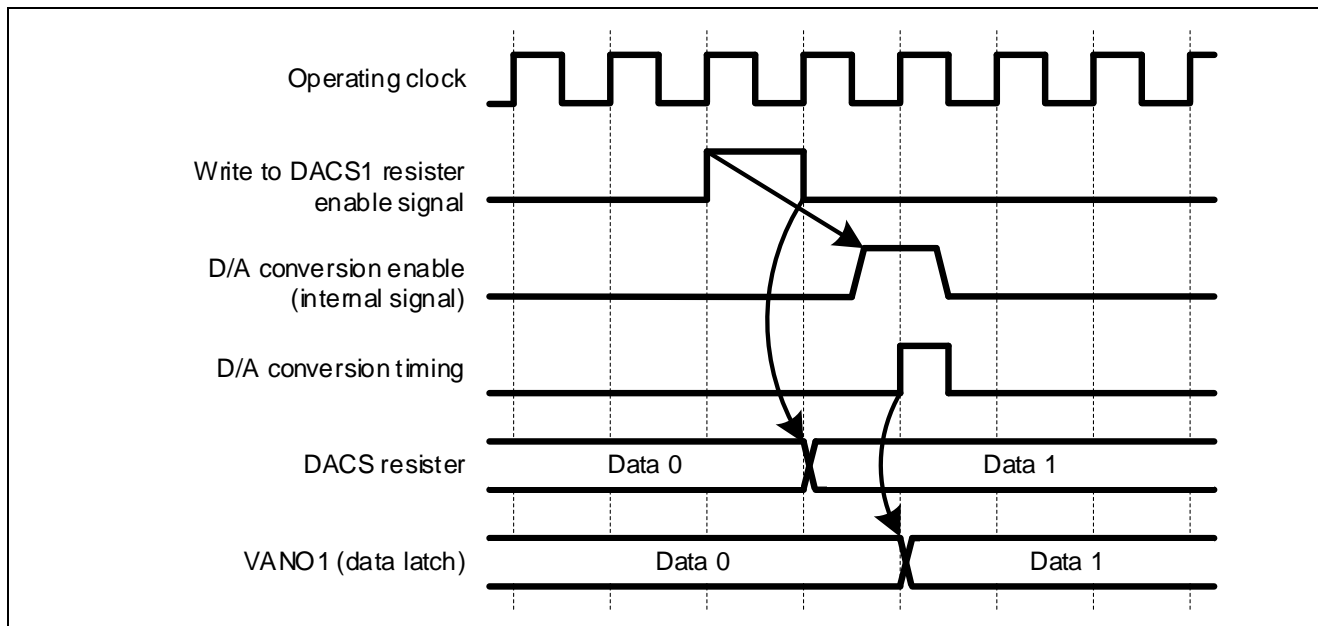 Operating clock
Write to DACS1 resister
enable signal
D/A conversion enable
(internal signal)
D/A conversion timing
DACS resister
Data 0
Data 1
VANO1 (data latch)
Data 0
Data 1